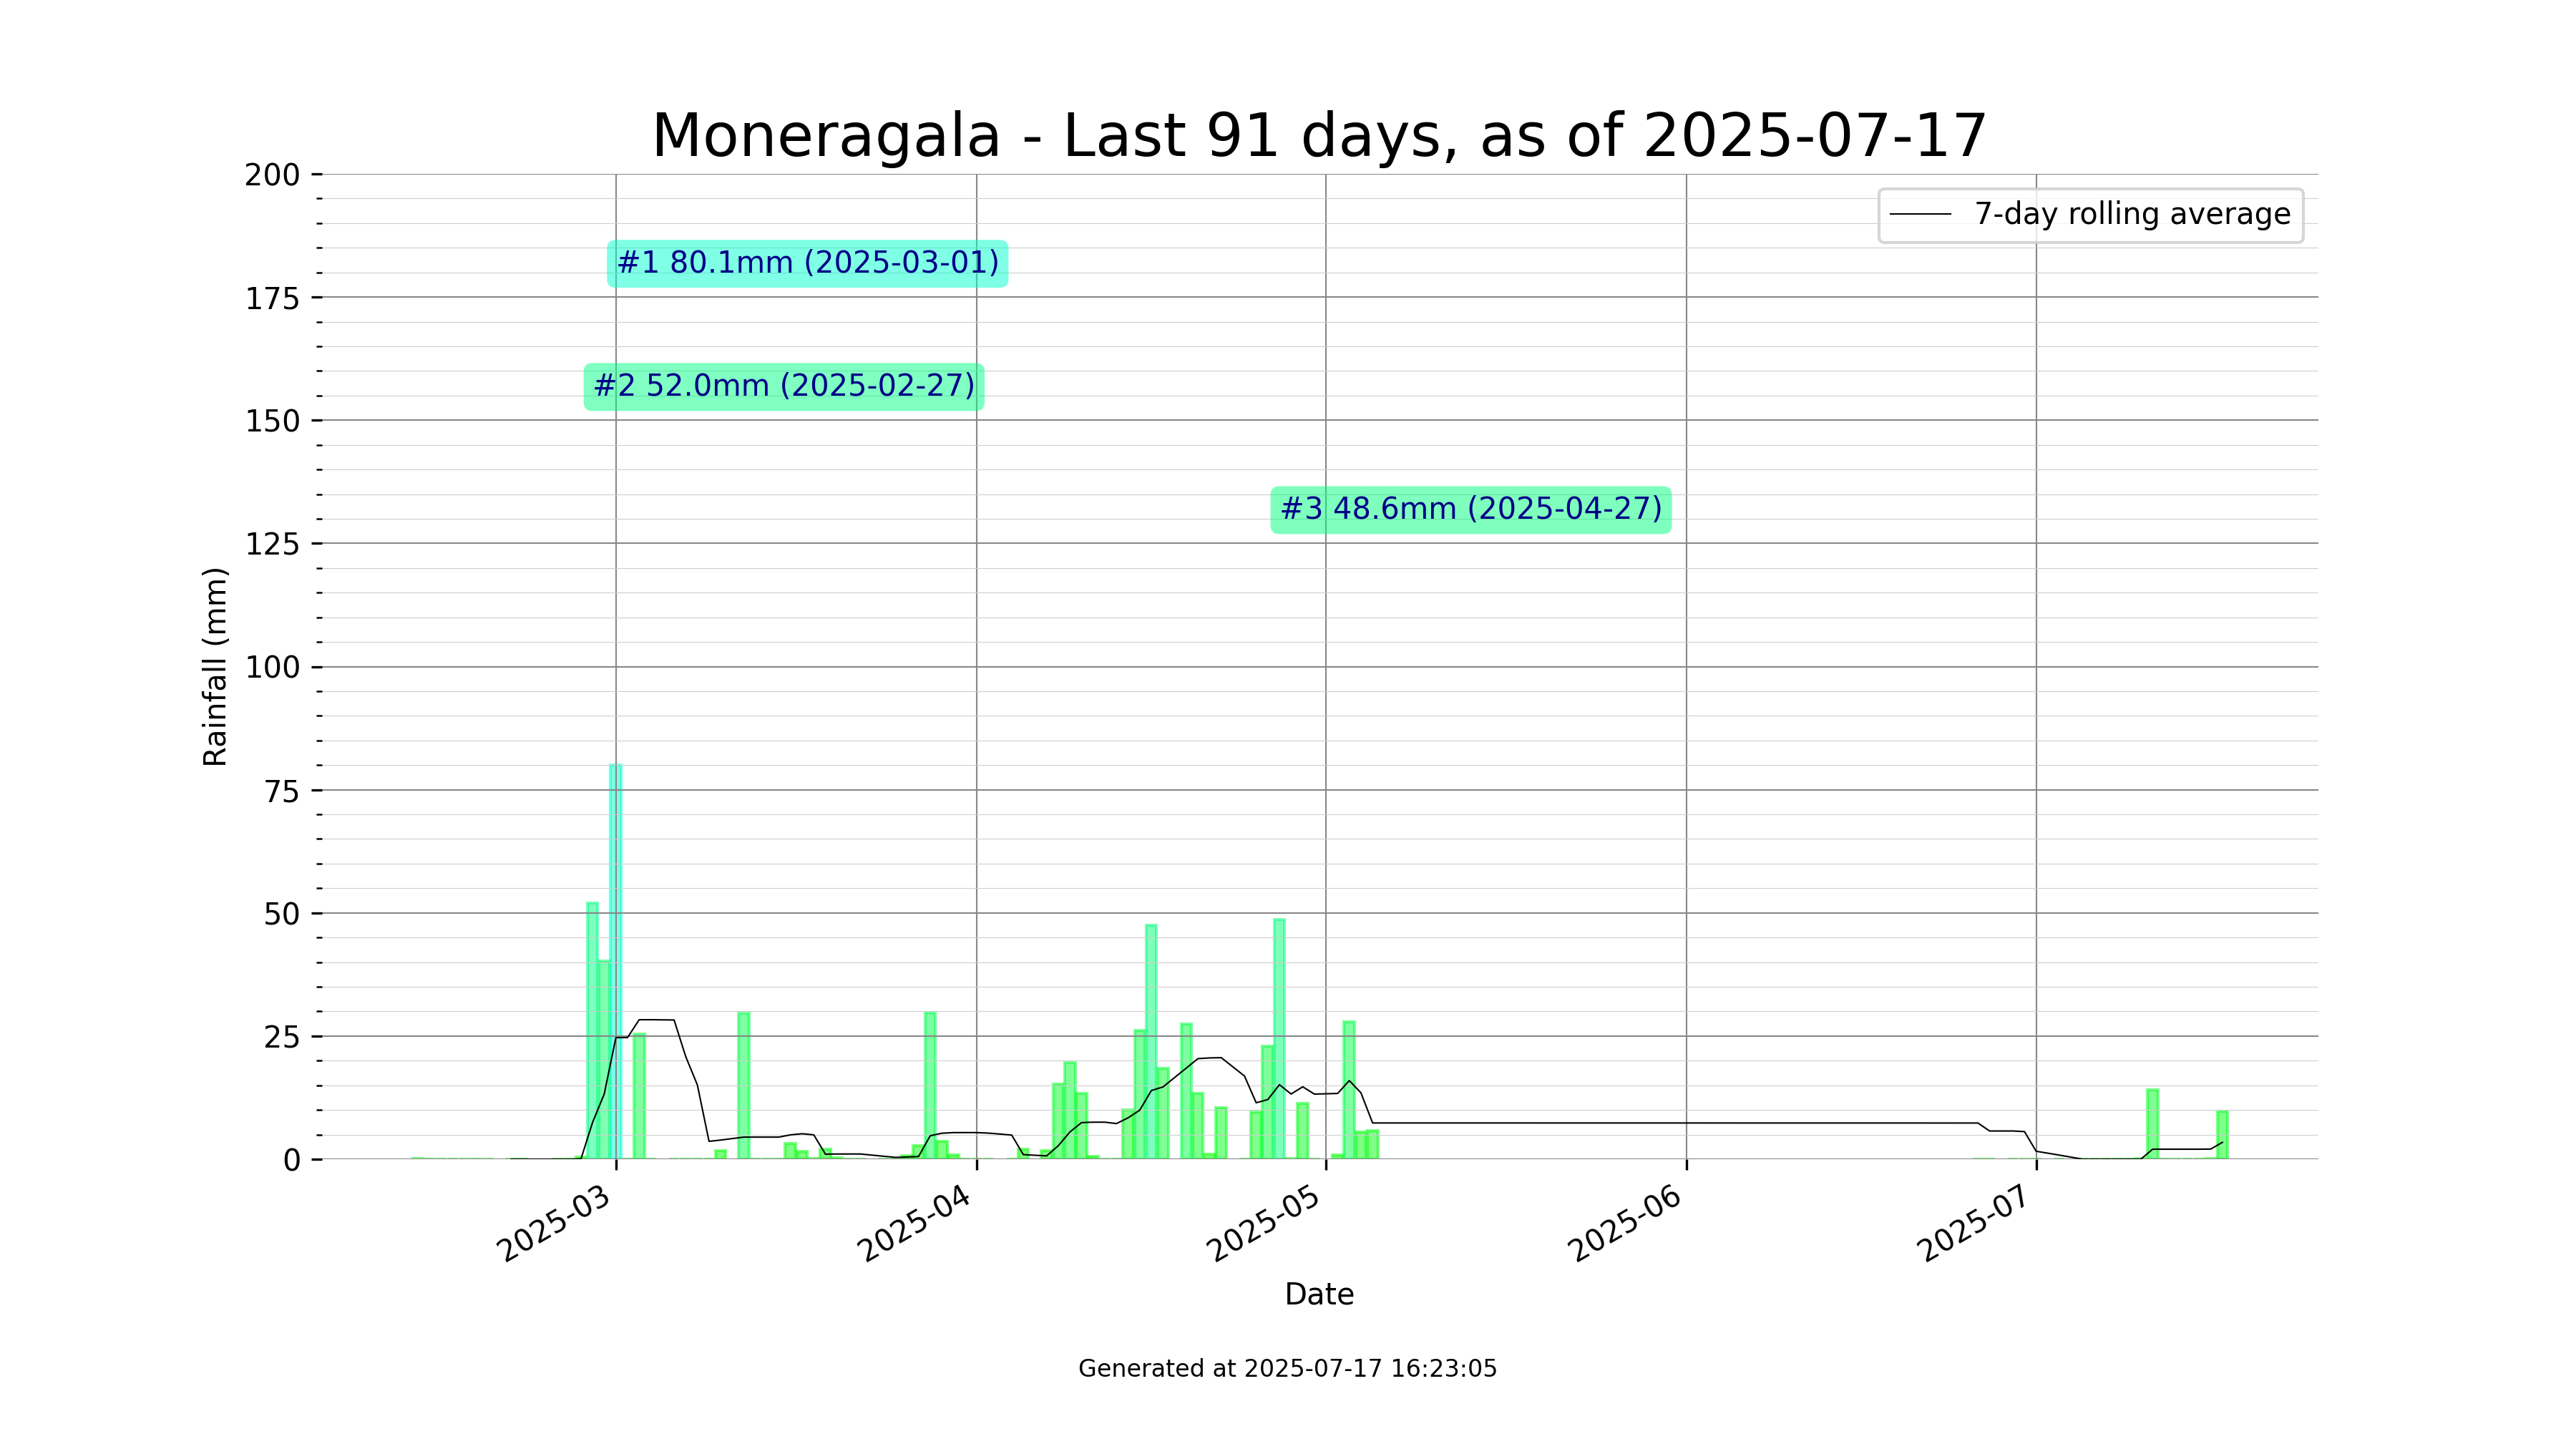 Moneragala - Last 91 days, as of 2025-07-17
200
175
150
125
100
75
50
25
0
Rainfall (mm)
7-day rolling average
#1 80.1mm (2025-03-01)
#2 52.0mm (2025-02-27)
#3 48.6mm (2025-04-27)
2025-03
2025-04
2025-05
2025-06
2025-07
Date
Generated at 2025-07-17 16:23:05